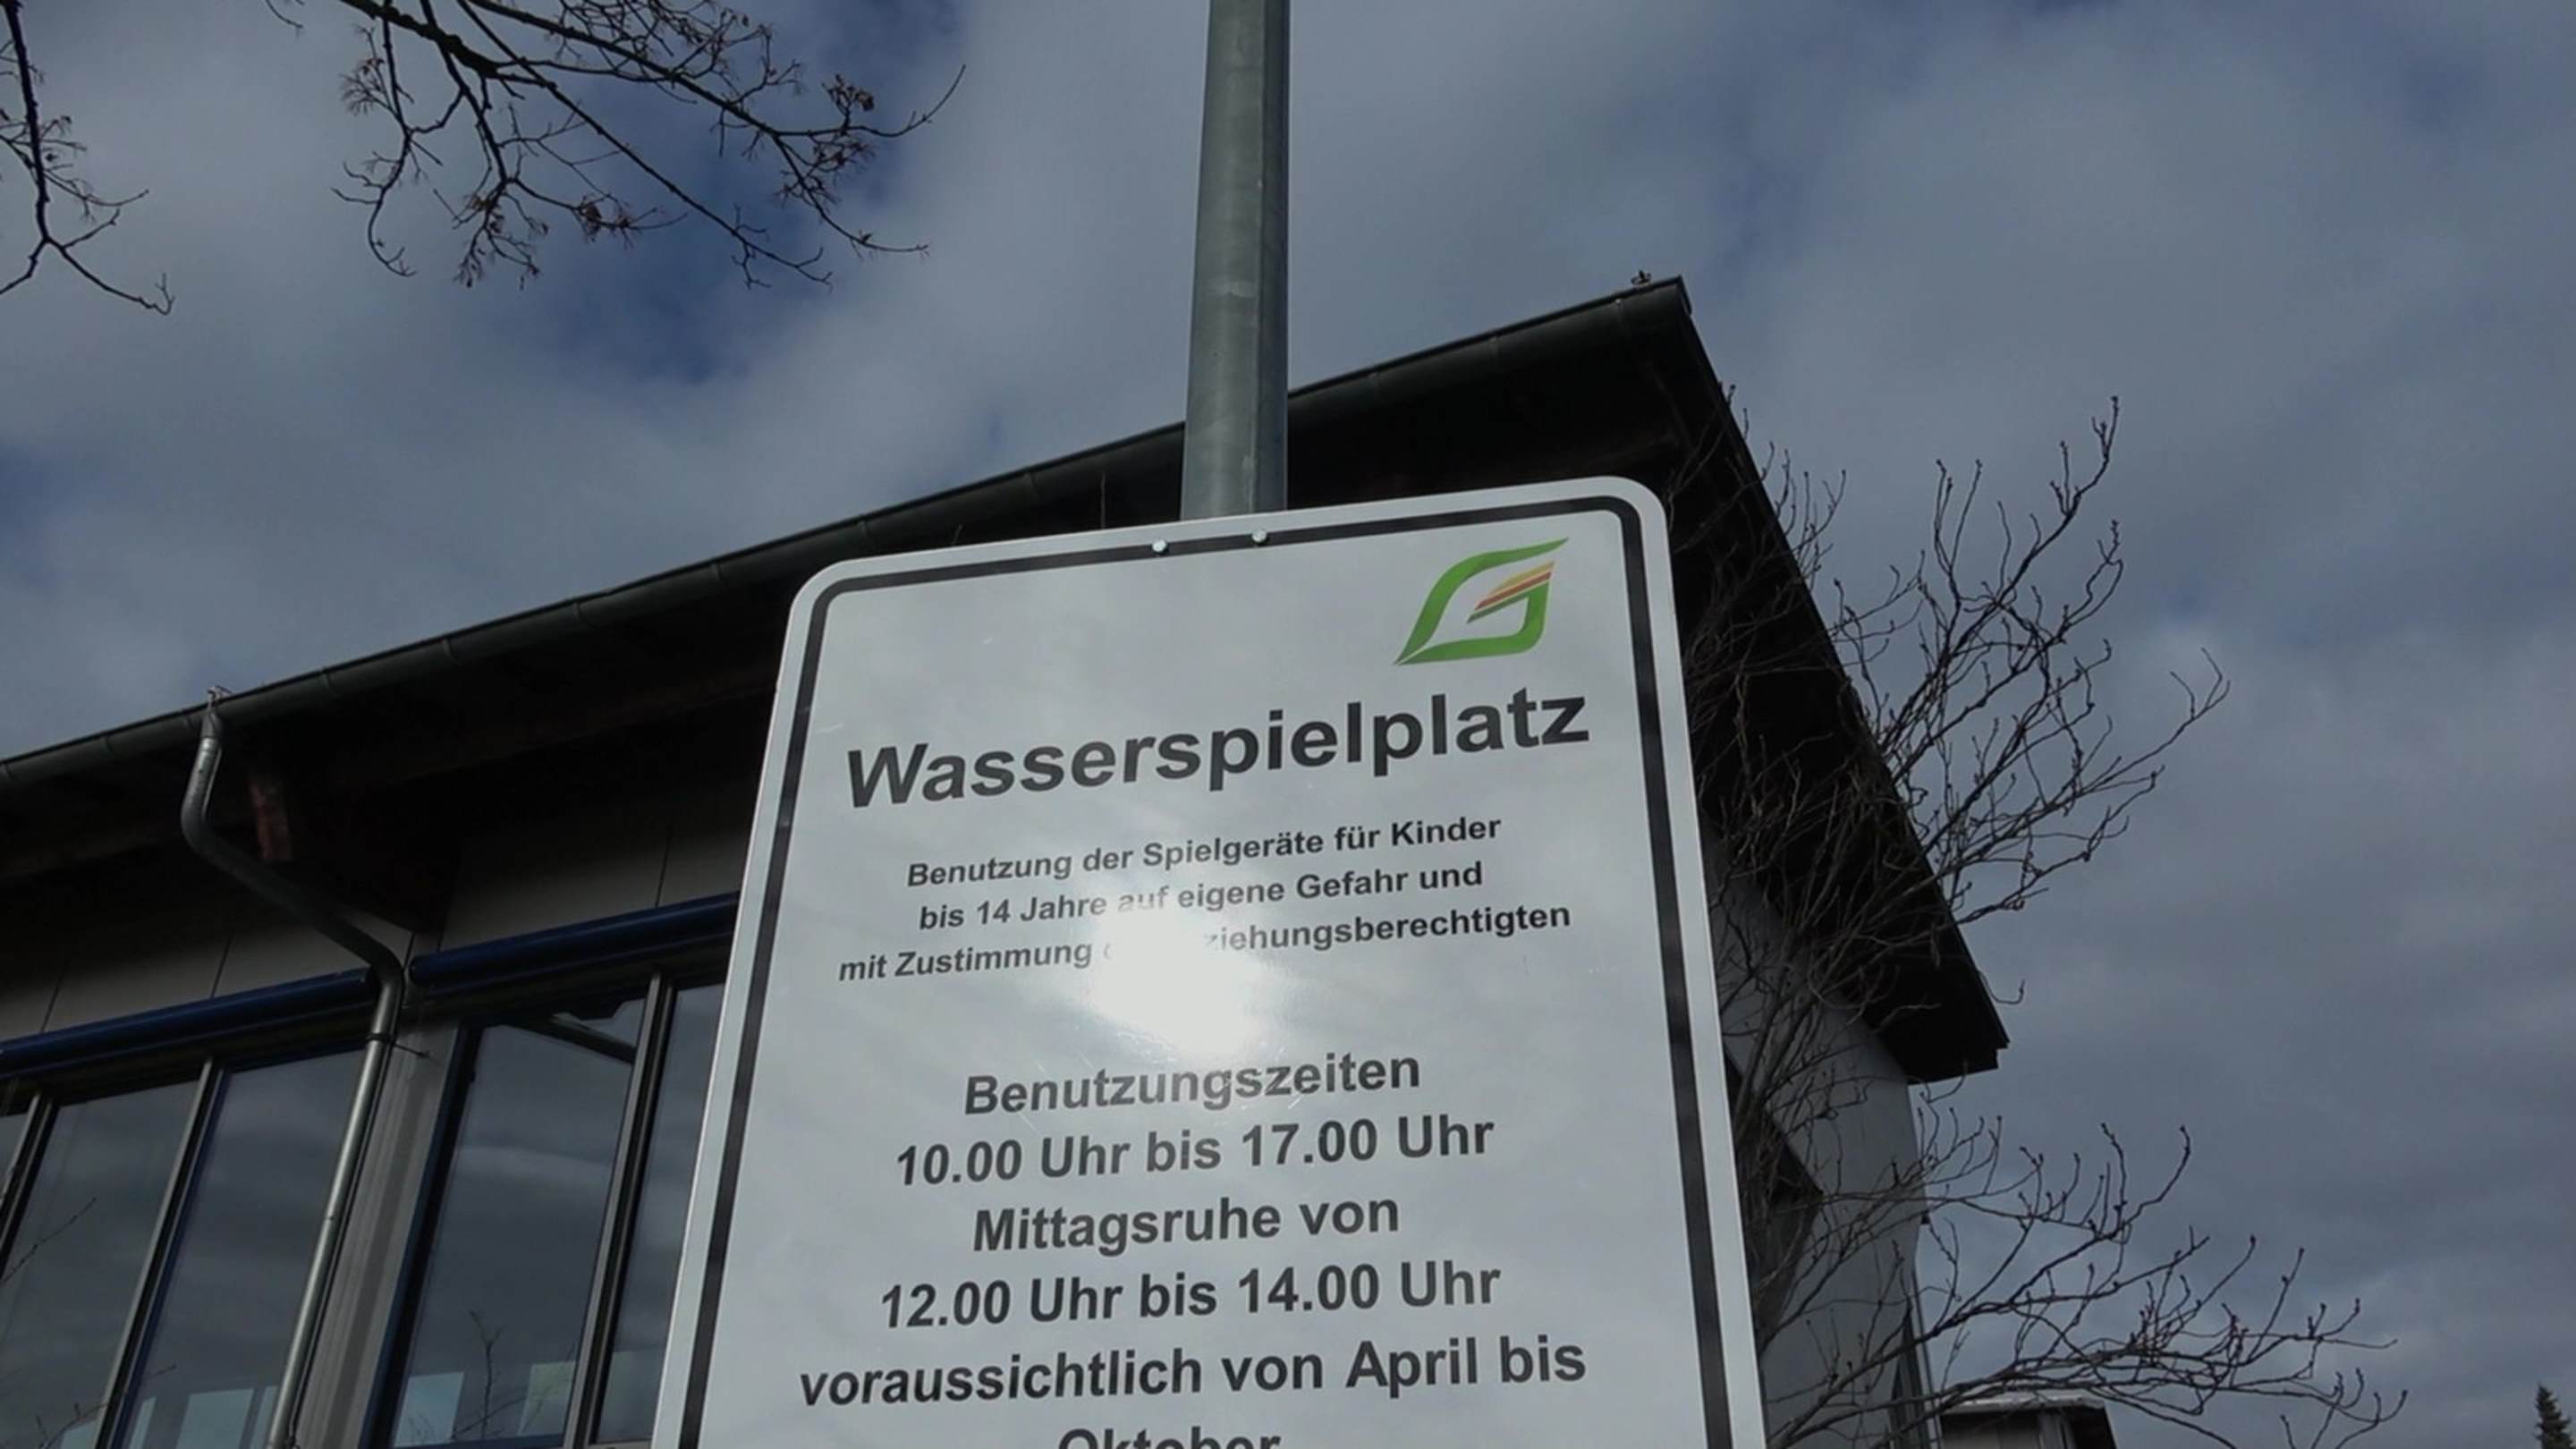 Wasserspielplatz
Benutzung der Spielgeräte für Kinder
bis 14 Jahre auf eigene Gefahr und
mit Zustimmung
Benutzungszeiten
10.00 Uhr bis 17.00 Uhr
Mittagsruhe von
12.00 Uhr bis 14.00 Uhr
voraussichtlich von April bis
Oktober